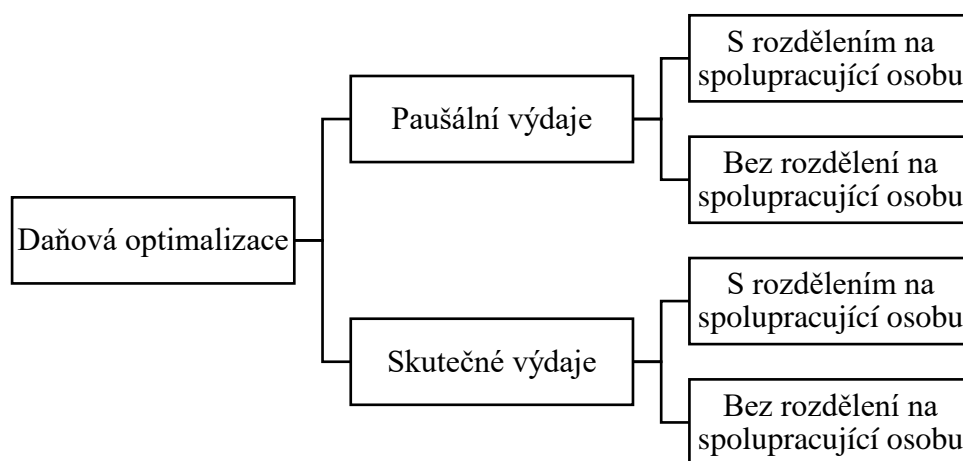 S rozdělením na
spolupracující osobu
Paušální výdaje
Bez rozdělení na
spolupracující osobu
Daňová optimalizace
S rozdělením na
spolupracující osobu
Skutečné výdaje
Bez rozdělení na
spolupracující osobu